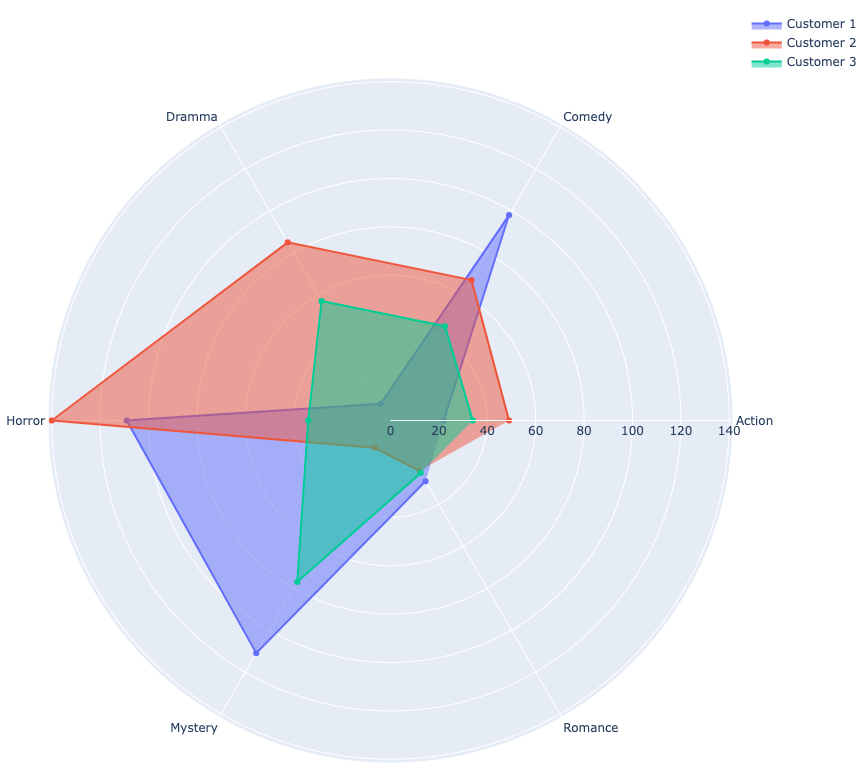 Customer 1
Customer 2
Customer 3
Dramma
Comedy
Horror
Action
0 20 40 60 80 100 120 140
Mystery
Romance